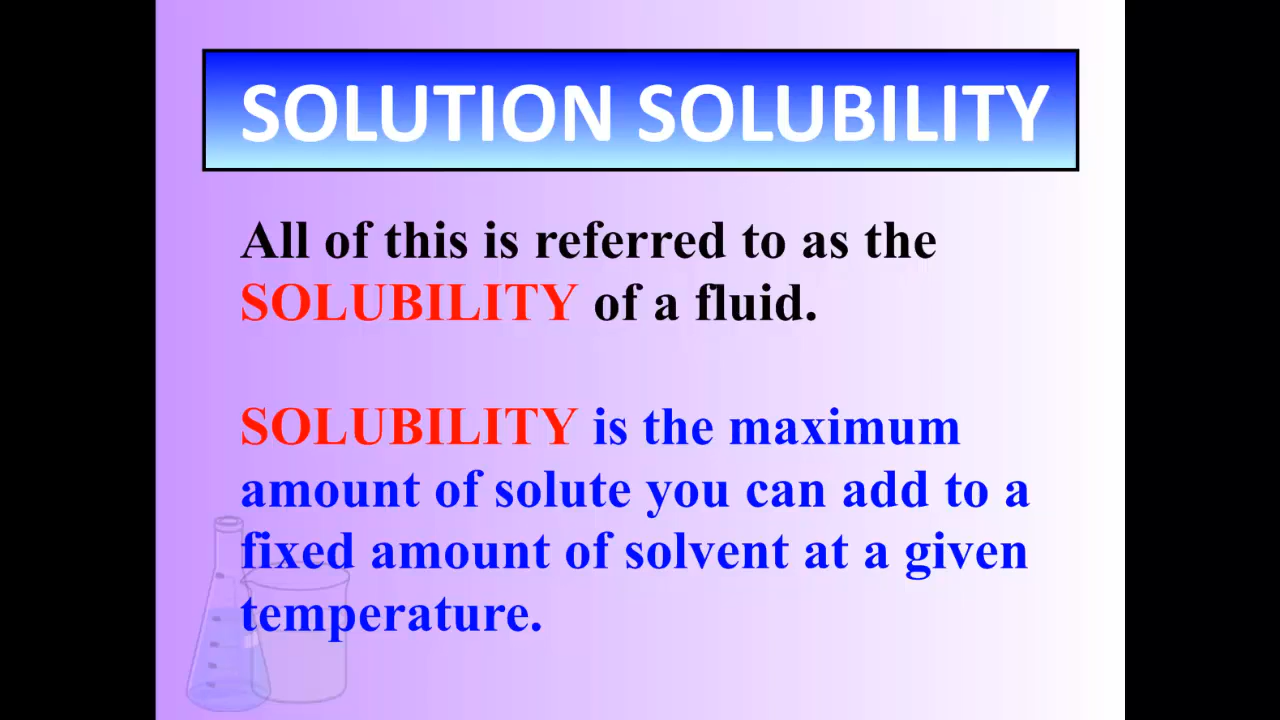 SOLUTION SOLUBILITY
All of this is referred to as the
SOLUBILITY of a fluid.
SOLUBILITY is the maximum
amount of solute you can add to a
fixed amount of solvent at a given
temperature.